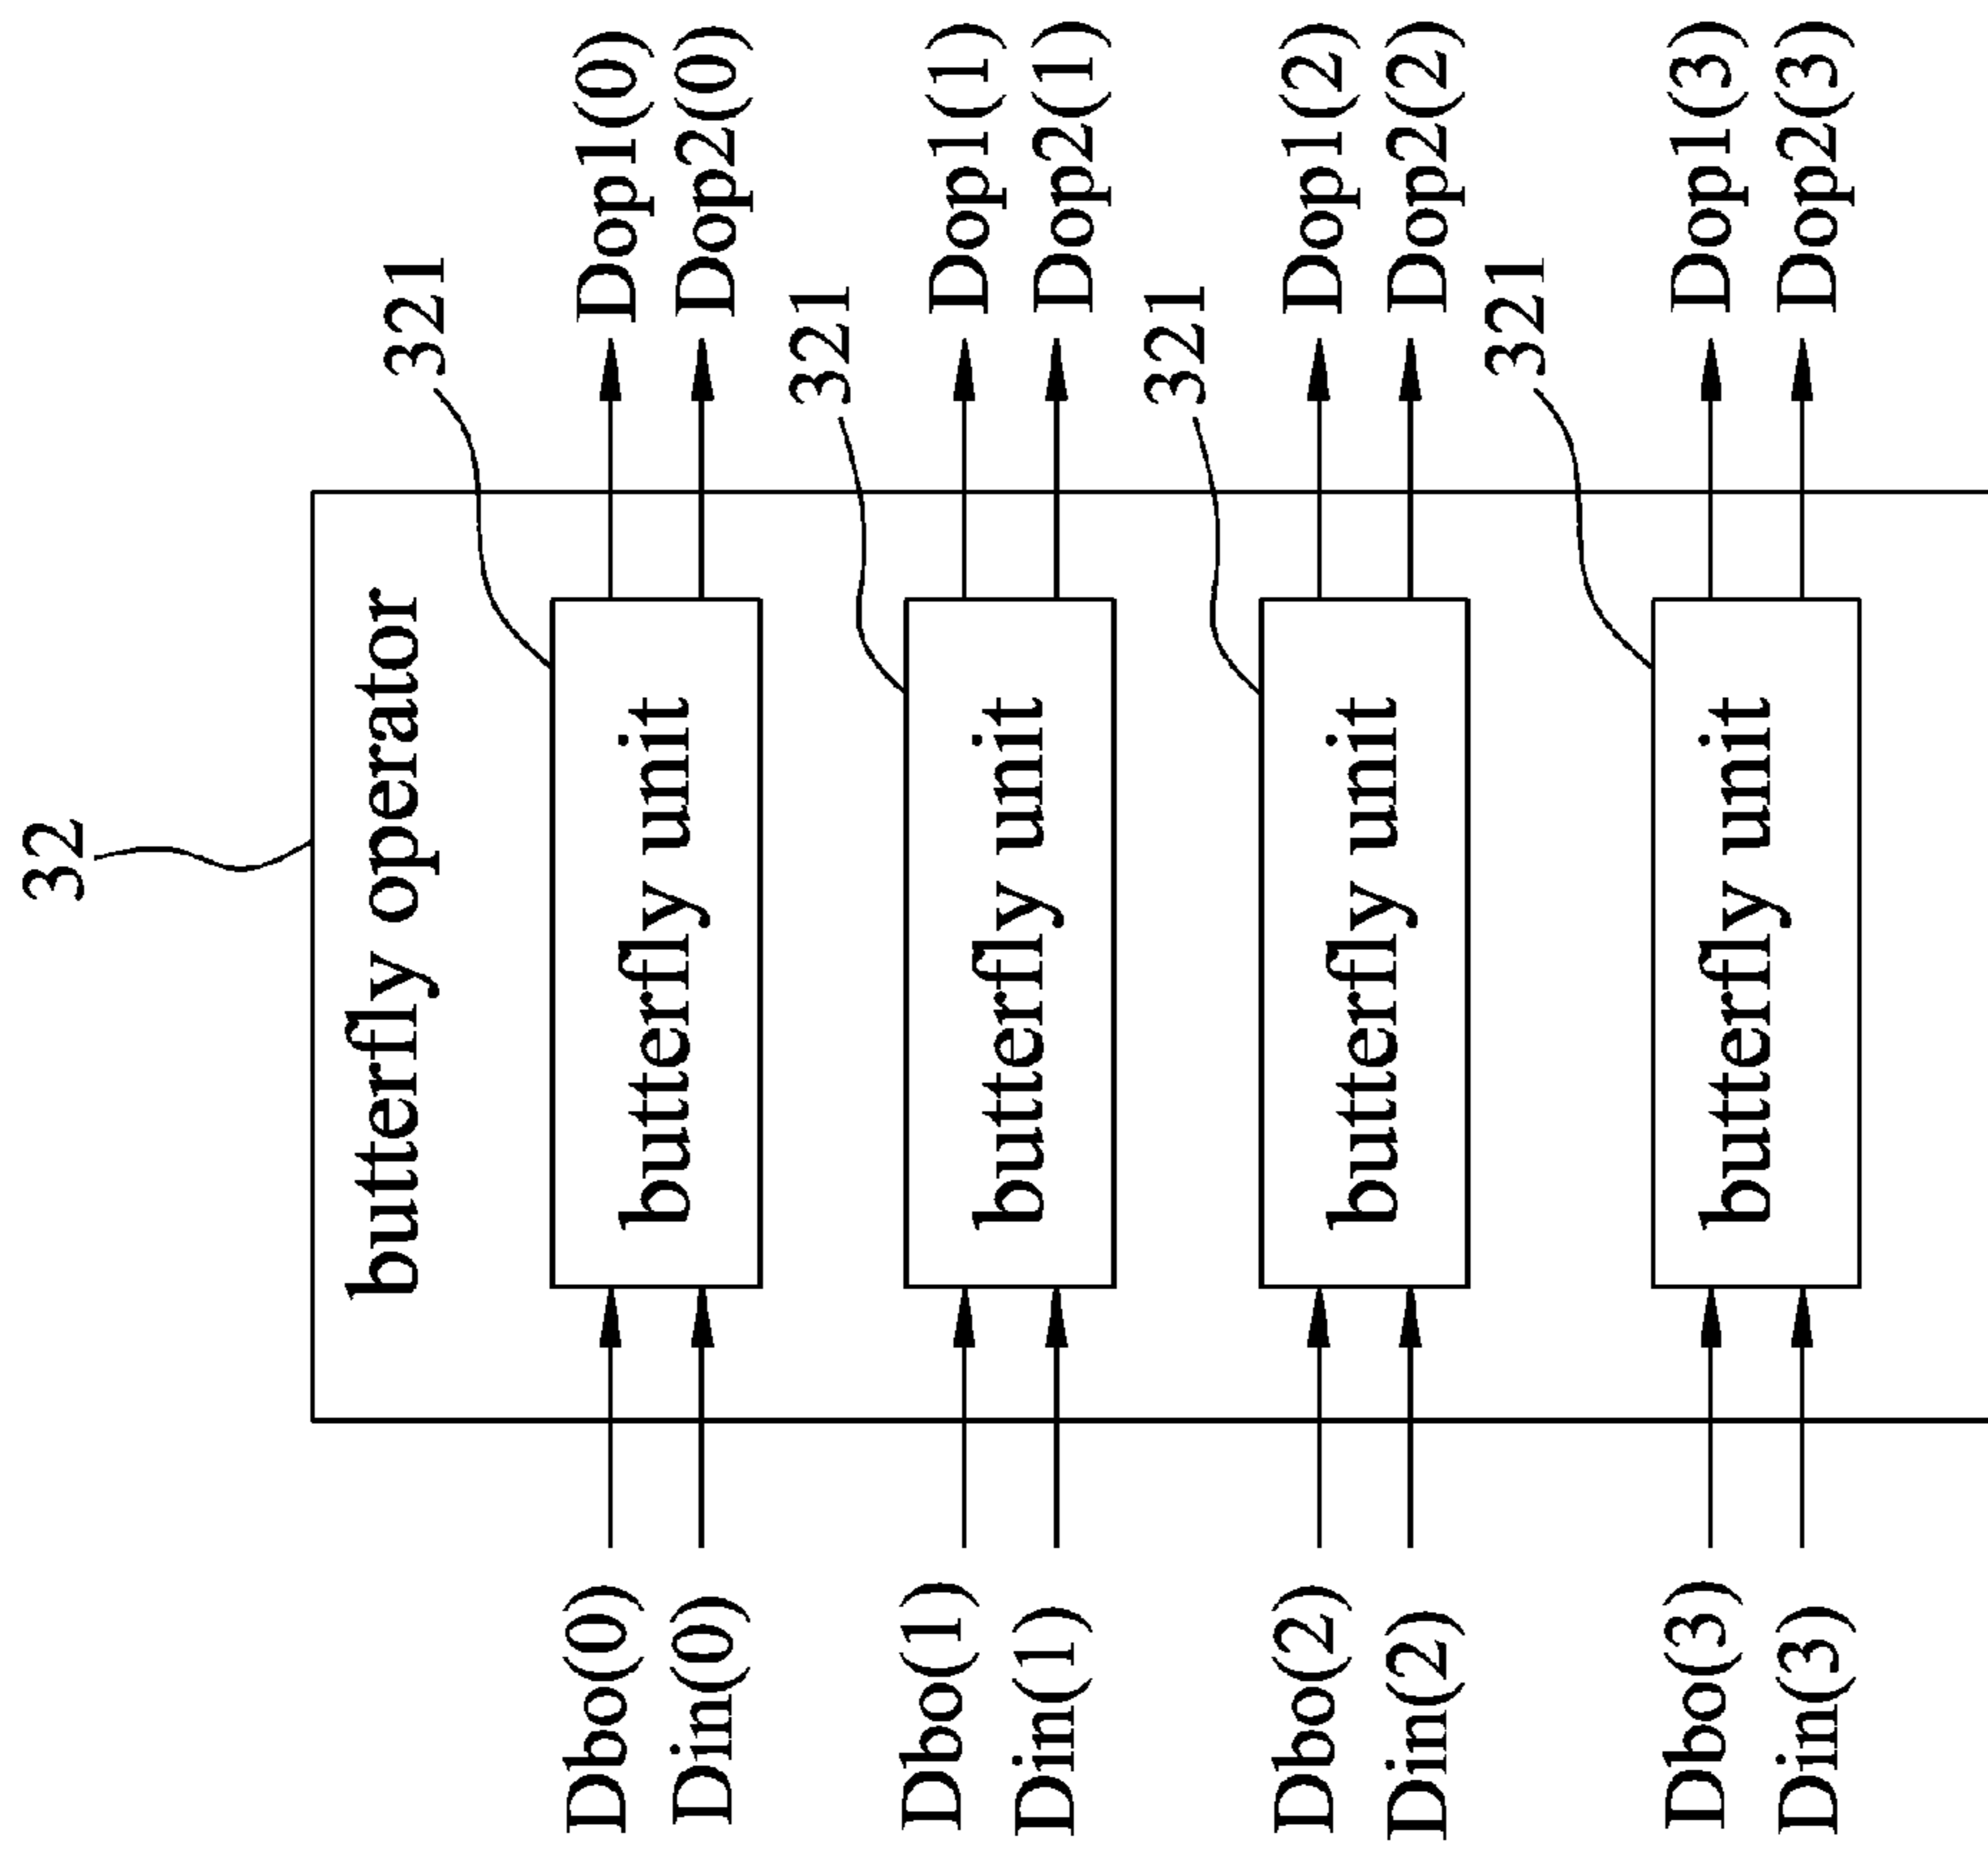 32
butterfly operator
321
Dbo(0)
butterfly unit
Dop1(0)
Din(0)
Dop2(0)
321
Dbo(1)
butterfly unit
Dop1(1)
Din(1)
Dop2(1)
321
Dbo(2)
butterfly unit
Dop1(2)
Din(2)
Dop2(2)
321
Dbo(3)
butterfly unit
Dop1(3)
Din(3)
Dop2(3)